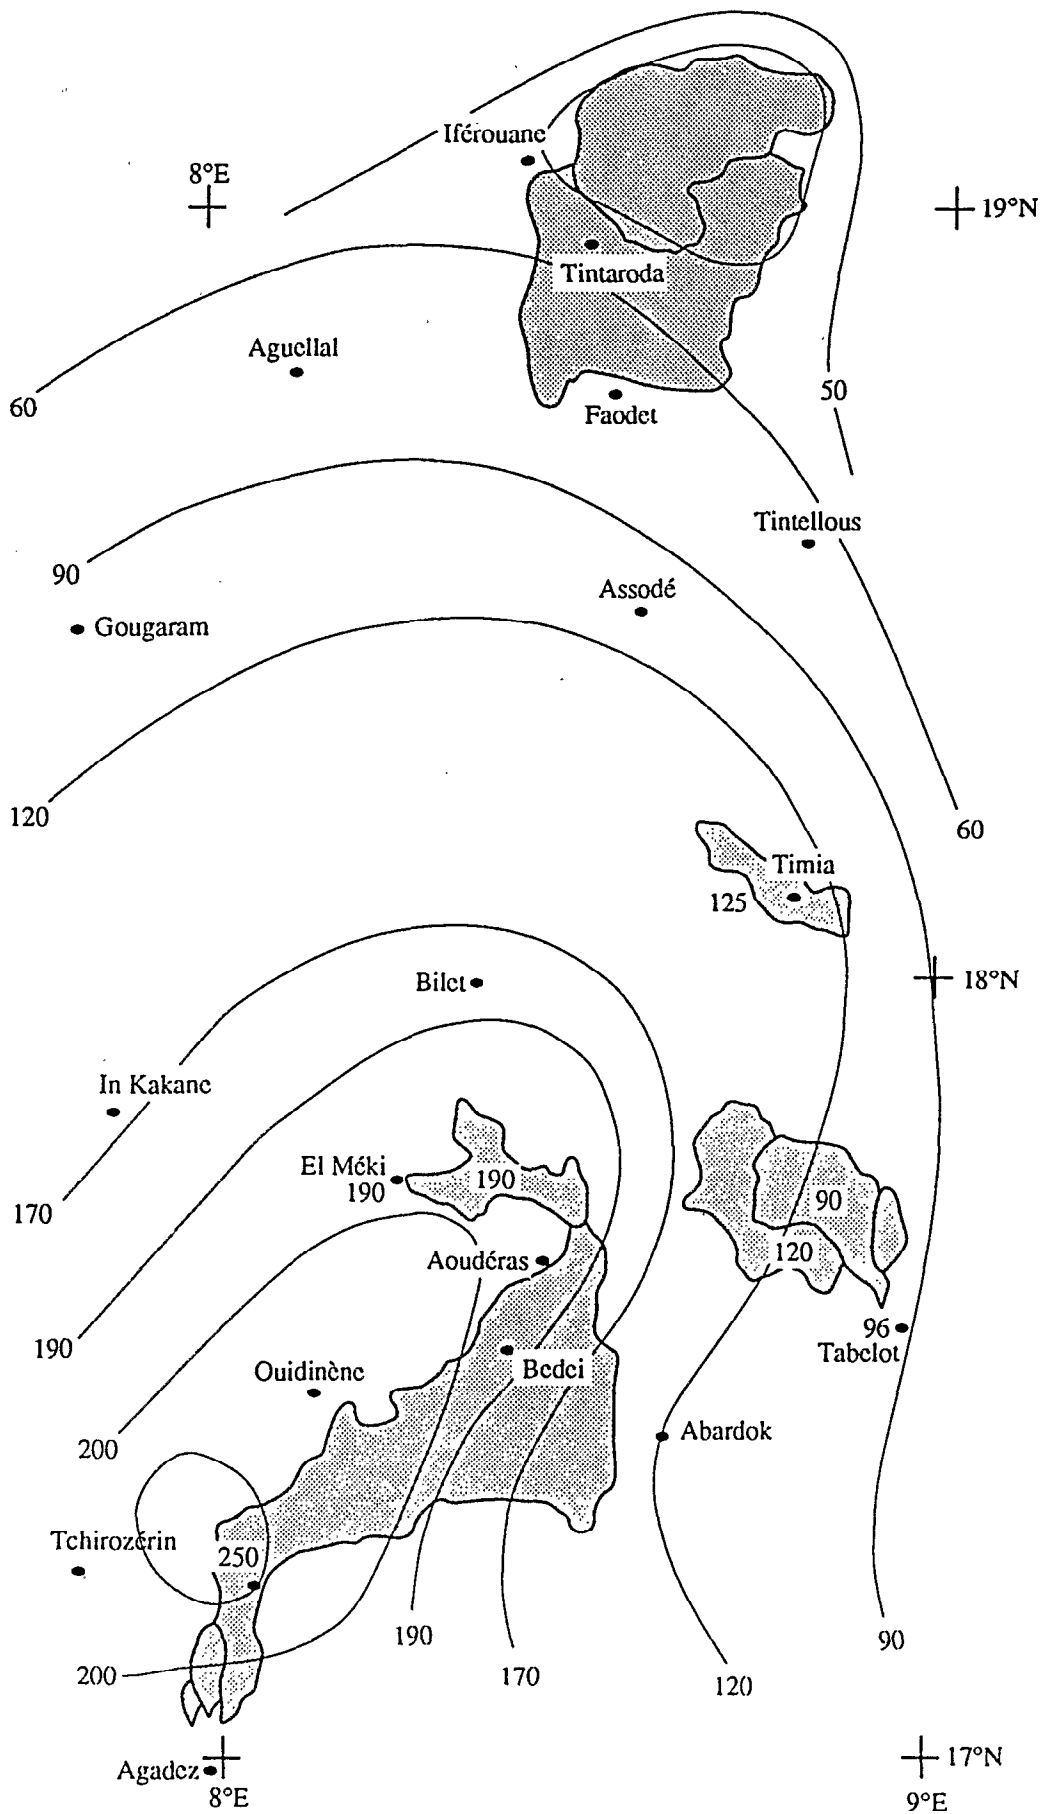 Iférouane
8°E
19°N
Tintaroda
Aguellal
50
60
Faodet
Tintellous
90
Assodé
Gougaram
120
60
Timia
125
Bilet
18°N
In Kakane
El Méki
190
190
90
170
120
Aoudéras
96
Tabelot
190
Bedei
Ouidinène
Abardok
200
Tchirozérin
250
190
90
200
170
120
Agadez
8°E
17°N
9°E